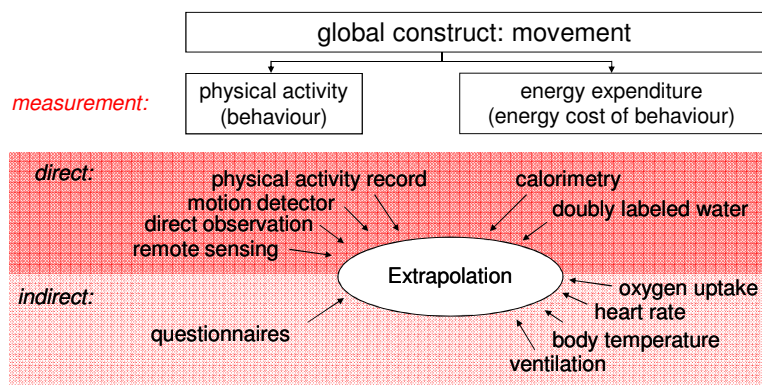 global construct: movement
measurement:
physical activity
(behaviour)
energy expenditure
(energy cost of behaviour)
direct:
physical activity record
motion detector
direct observation
remote sensing
calorimetry
doubly labeled water
Extrapolation
indirect:
questionnaires
oxygen uptake
heart rate
body temperature
ventilation